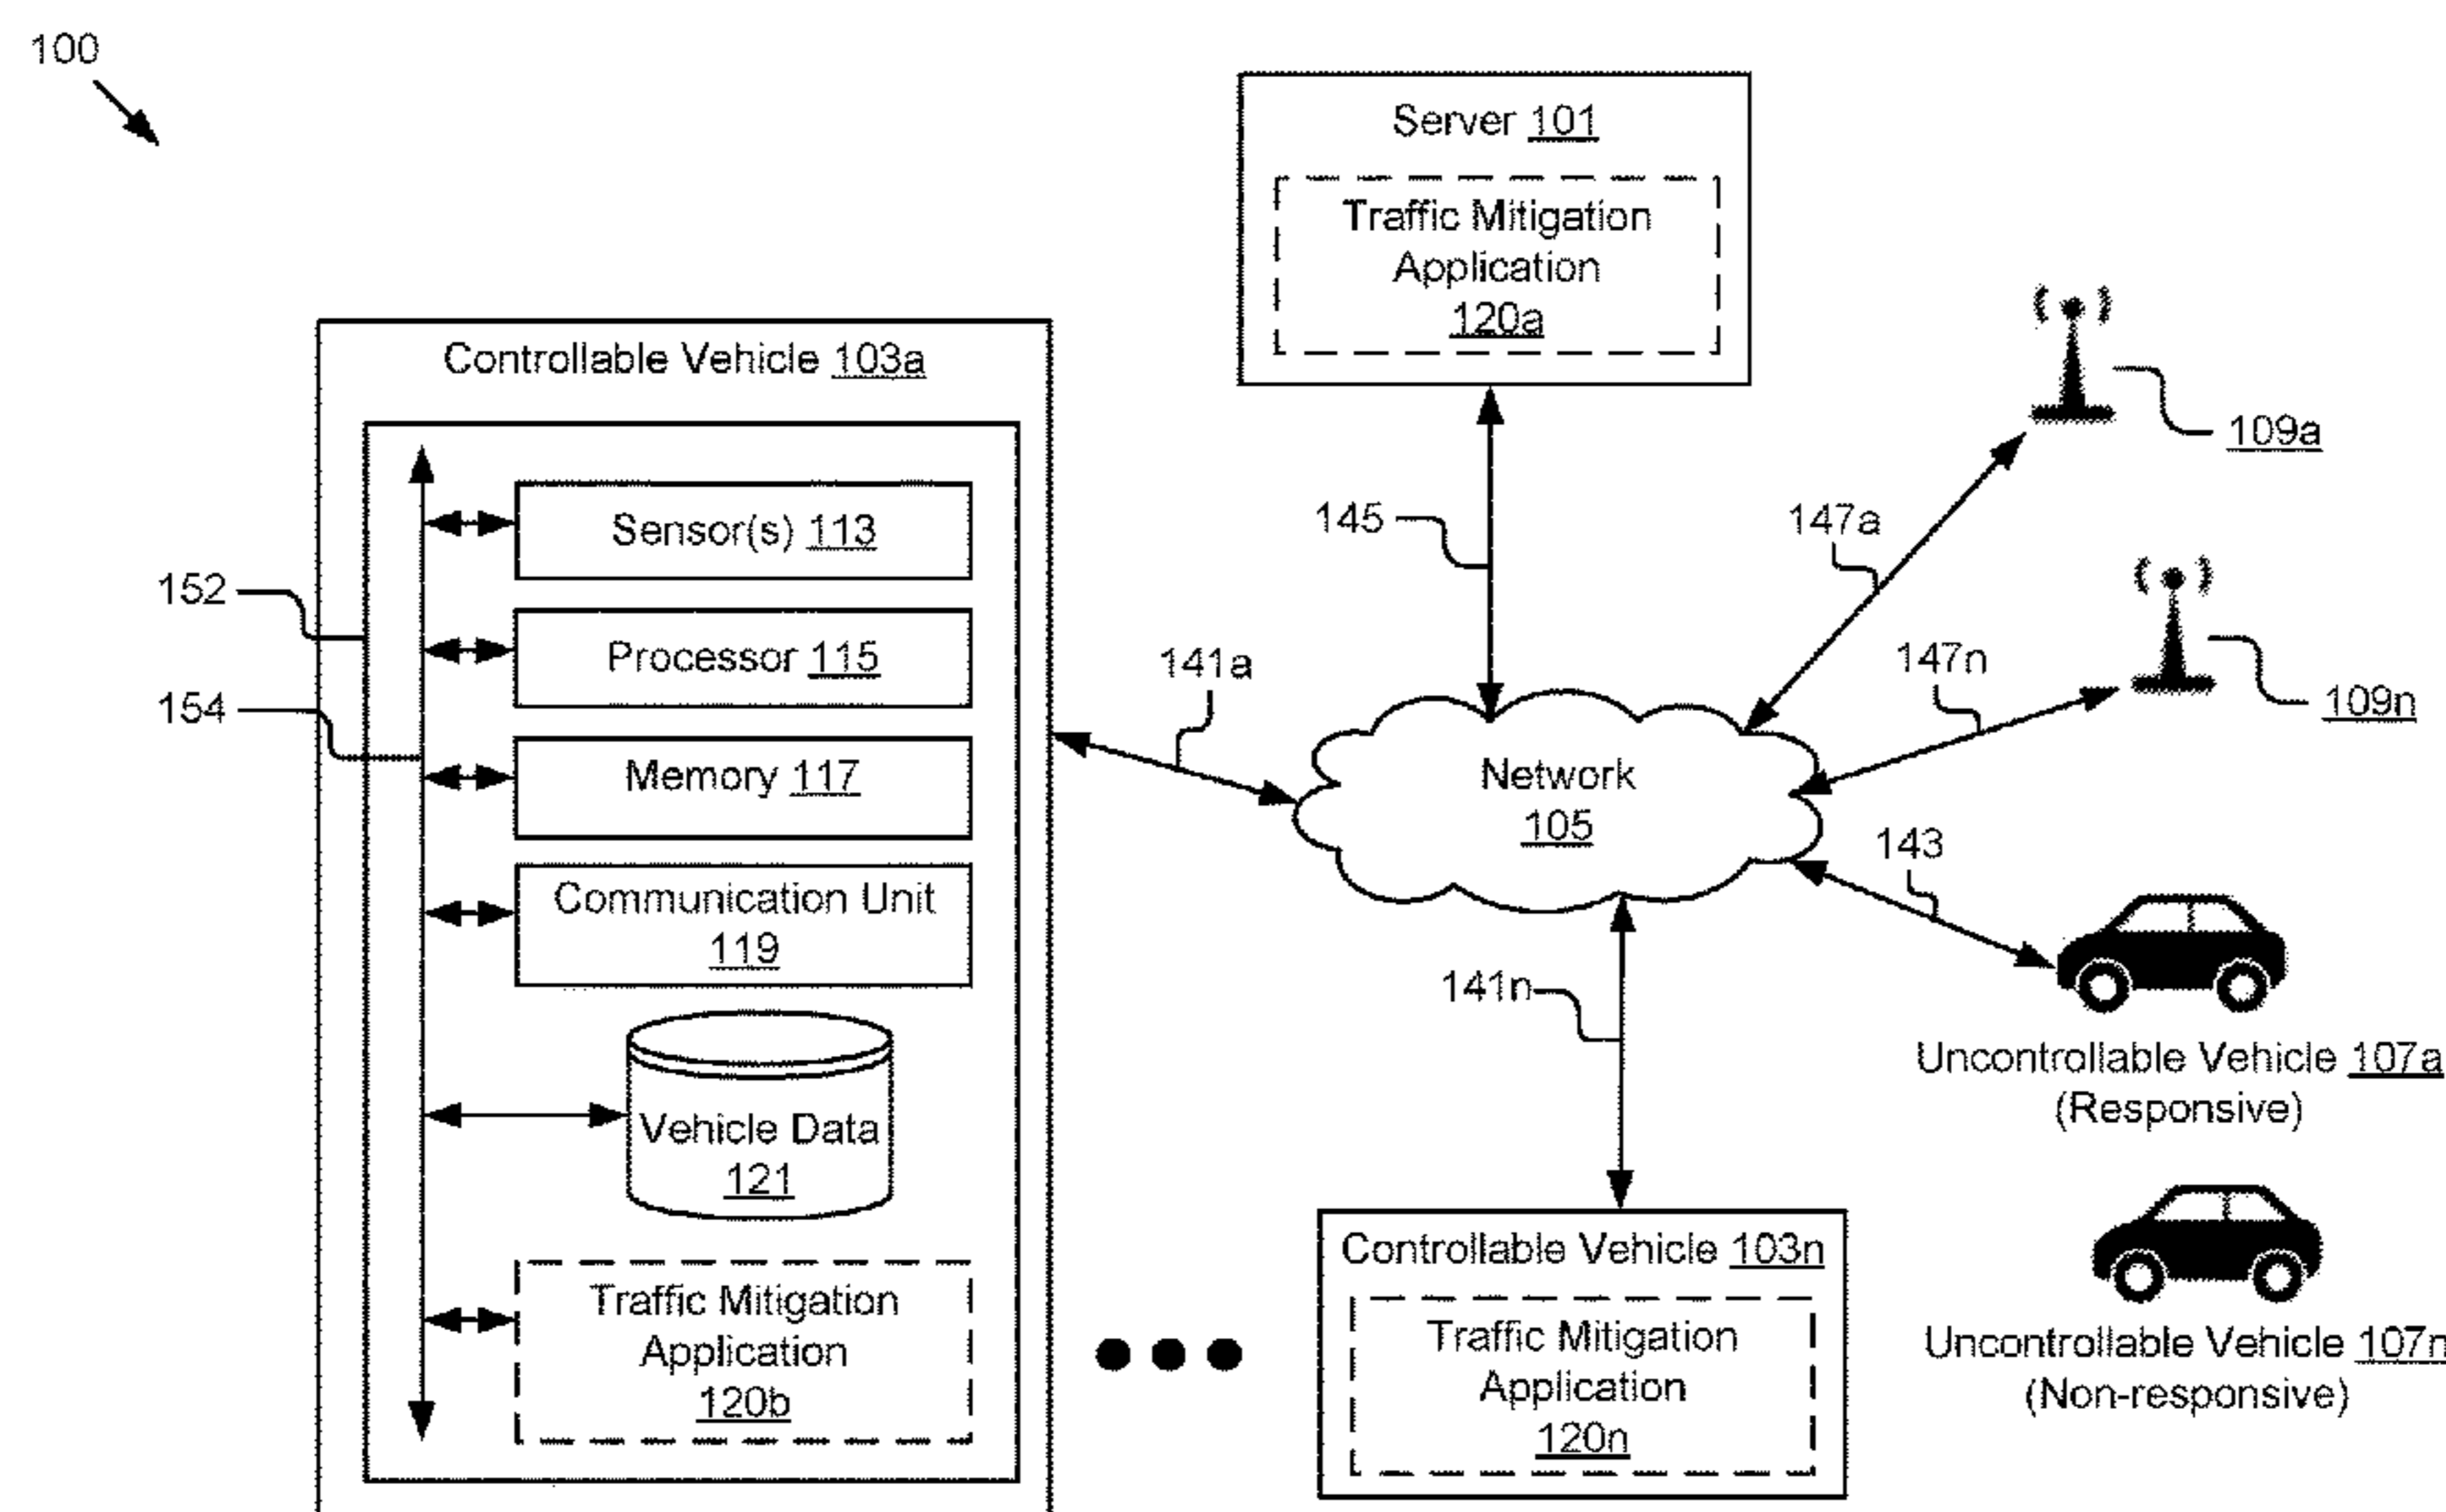 100
Server 101
Traffic Mitigation
Application
120a
Controllable Vehicle 103a
Sensor(s) 113
Processor 115
Memory 117
Communication Unit
119
Vehicle Data
121
Traffic Mitigation
Application
120b
152
154
141a
145
147a
109a
147n
109n
Network
105
143
141n
Uncontrollable Vehicle 107a
(Responsive)
Controllable Vehicle 103n
Traffic Mitigation
Application
120n
Uncontrollable Vehicle 107n
(Non-responsive)